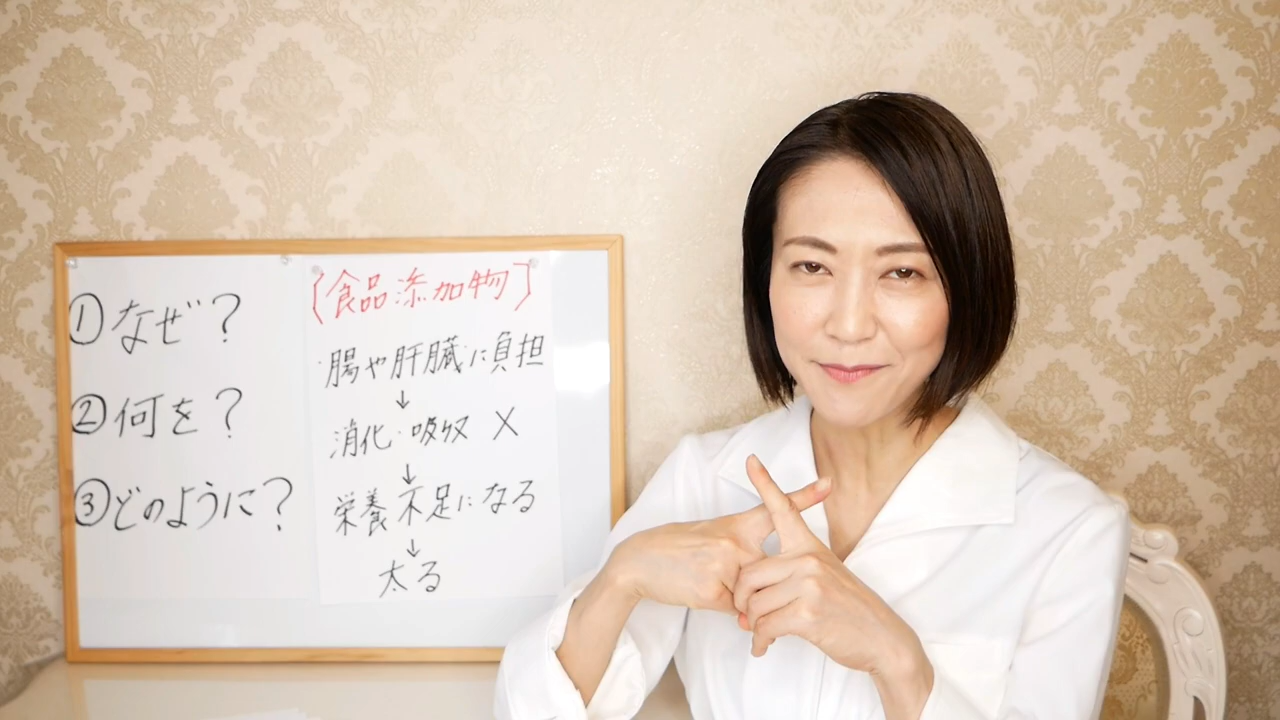 ①なぜ?
②何を?
③どのように?
[食品添加物]
・腸や肝臓に負担
↓
消化・吸収 ×
↓
栄養不足になる
↓
太る